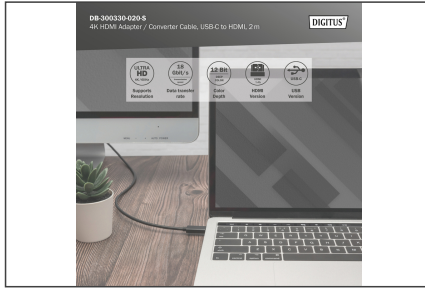 DB-300330-020-S
4K HDMI Adapter / Converter Cable, USB-C to HDMI, 2 m
DIGITUS®
ULTRA
HD
18
Gbit/s
12 Bit
USB-C
Supports
Resolution
Data transfer
rate
Color
Depth
HDMI
Version
USB
Version